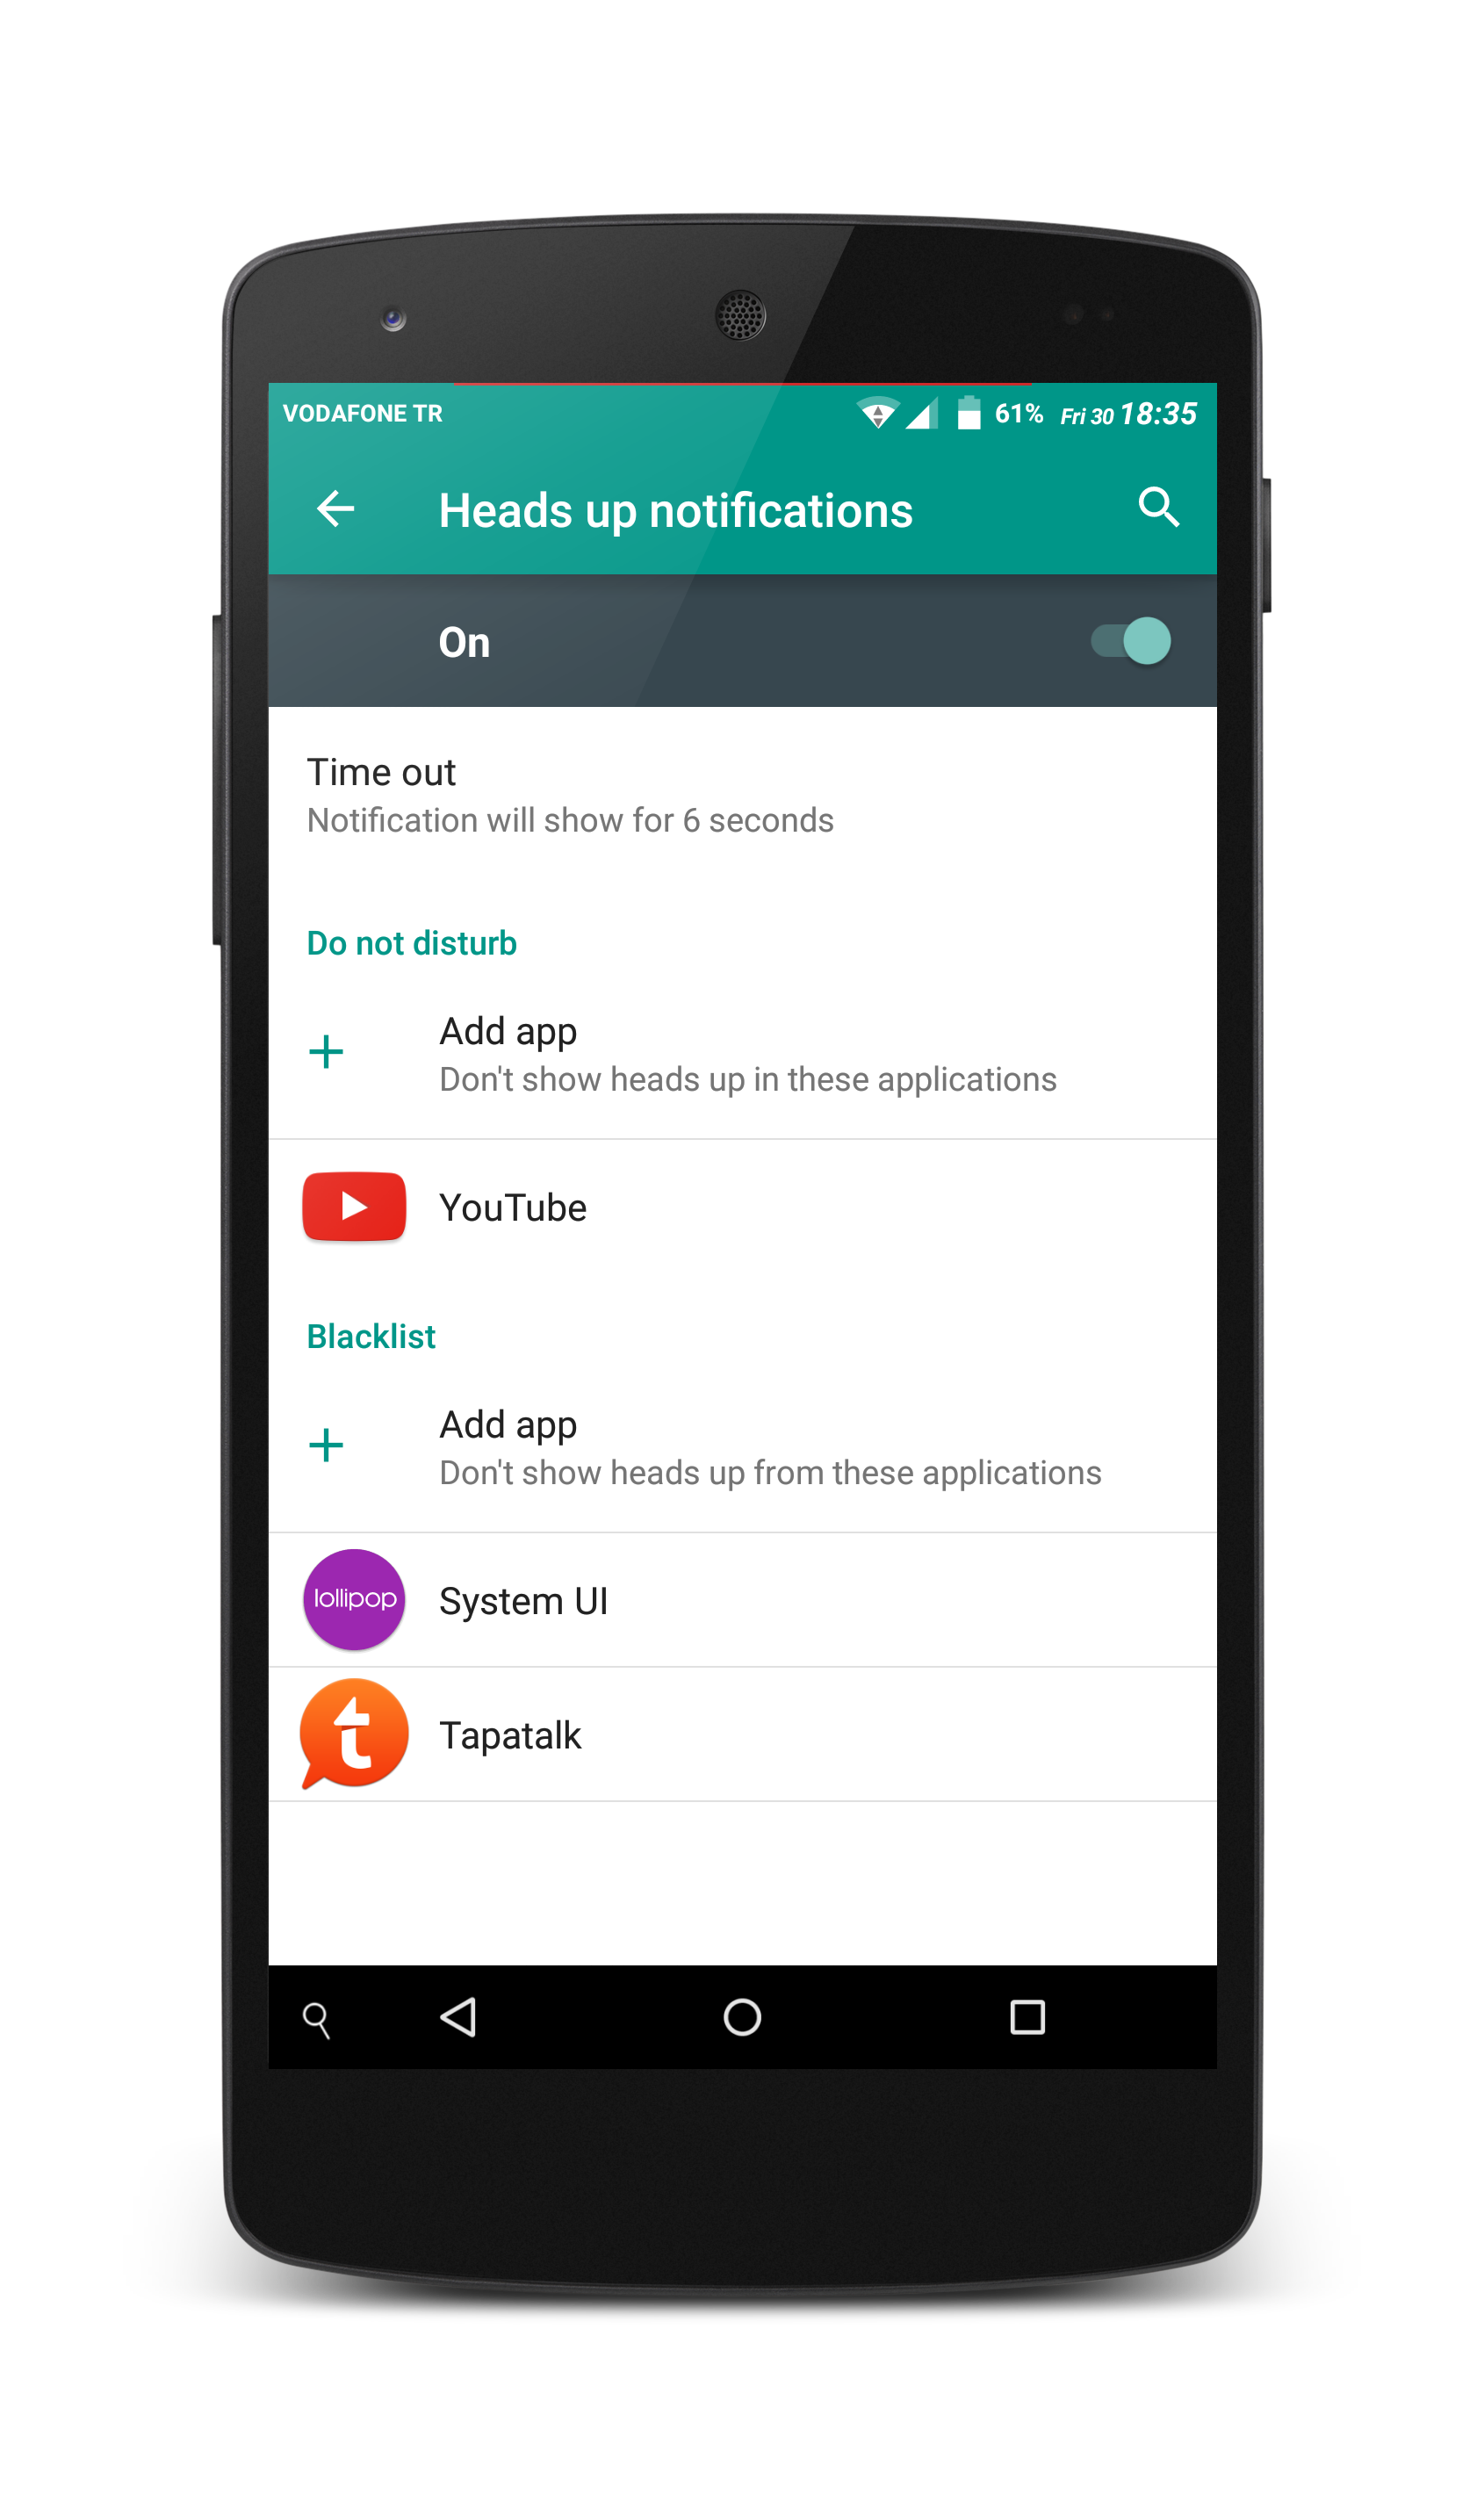 VODAFONE TR 61% Fri 30 18:35
Heads up notifications
On
Time out
Notification will show for 6 seconds
Do not disturb
Add app
Don't show heads up in these applications
YouTube
Blacklist
Add app
Don't show heads up from these applications
lollipop System UI
t Tapatalk